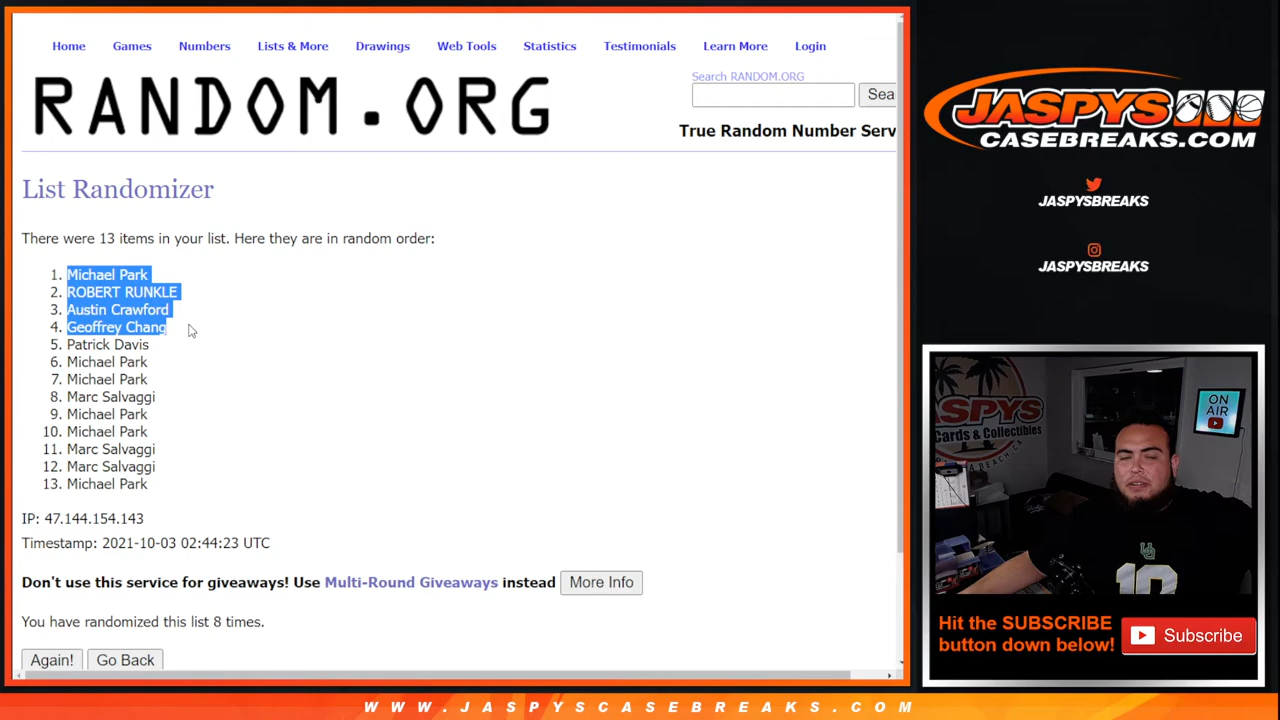 Home Games Numbers Lists & More Drawings Web Tools Statistics Testimonials Learn More Login
RANDOM.ORG
Search RANDOM.ORG
Sea
True Random Number Serv
List Randomizer
There were 13 items in your list. Here they are in random order:
1. Michael Park
2. ROBERT RUNKLE
3. Austin Crawford
4. Geoffrey Chang
5. Patrick Davis
6. Michael Park
7. Michael Park
8. Marc Salvaggi
9. Michael Park
10. Michael Park
11. Marc Salvaggi
12. Marc Salvaggi
13. Michael Park
IP: 47.144.154.143
Timestamp: 2021-10-03 02:44:23 UTC
Don't use this service for giveaways! Use Multi-Round Giveaways instead More Info
You have randomized this list 8 times.
Again! Go Back
JASPYS
CASEBREAKS.COM
JASPYSBREAKS
JASPYSBREAKS
ASPYS
Cards & Collectibles
ON
AIR
10
Hit the SUBSCRIBE
button down below!
Subscribe
WWW.JASPYSCASEBREAKS.COM